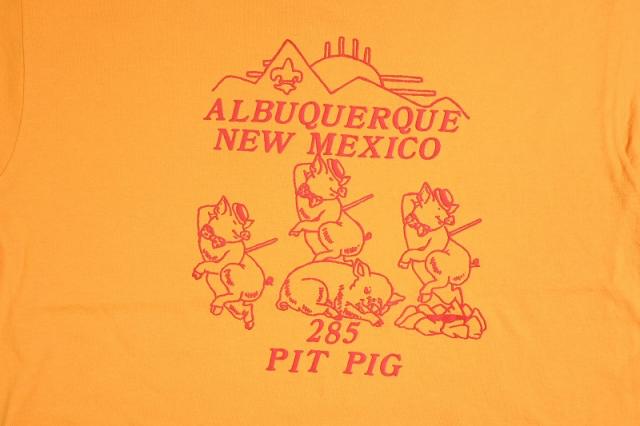 ALBUQUERQUE
NEW MEXICO
285
PIT PIG